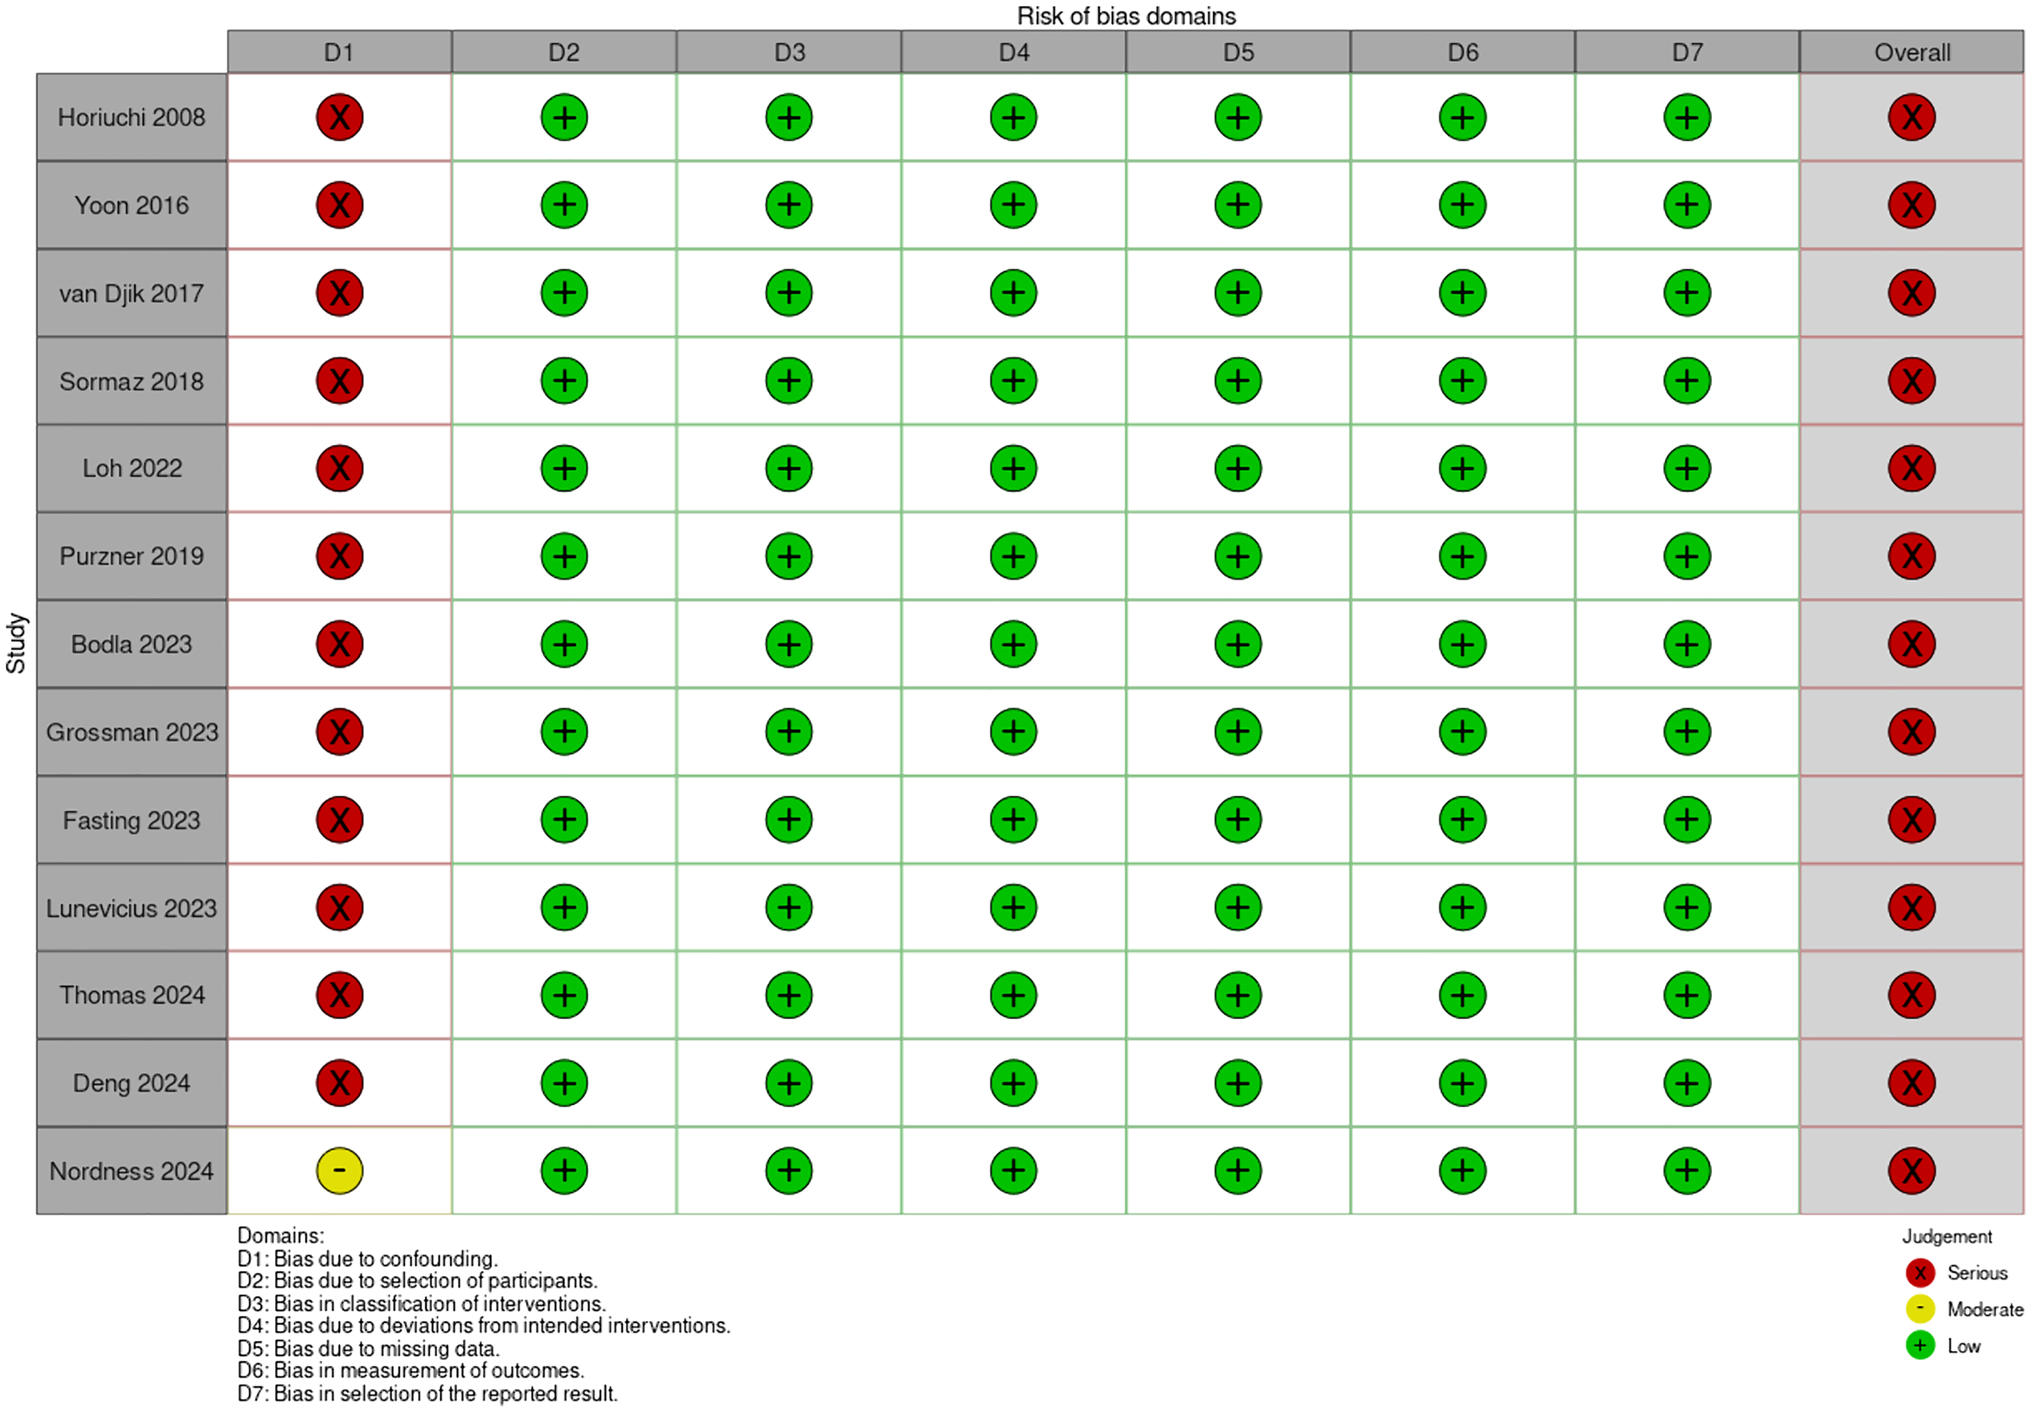 Risk of bias domains
D1 D2 D3 D4 D5 D6 D7 Overall
Study
Horiuchi 2008 X + + + + + + X
Yoon 2016 X + + + + + + X
van Djik 2017 X + + + + + + X
Sormaz 2018 X + + + + + + X
Loh 2022 X + + + + + + X
Purzner 2019 X + + + + + + X
Bodla 2023 X + + + + + + X
Grossman 2023 X + + + + + + X
Fasting 2023 X + + + + + + X
Lunevicius 2023 X + + + + + + X
Thomas 2024 X + + + + + + X
Deng 2024 X + + + + + + X
Nordness 2024 - + + + + + + X
Domains:
D1: Bias due to confounding.
D2: Bias due to selection of participants.
D3: Bias in classification of interventions.
D4: Bias due to deviations from intended interventions.
D5: Bias due to missing data.
D6: Bias in measurement of outcomes.
D7: Bias in selection of the reported result.
Judgement
X Serious
- Moderate
+ Low